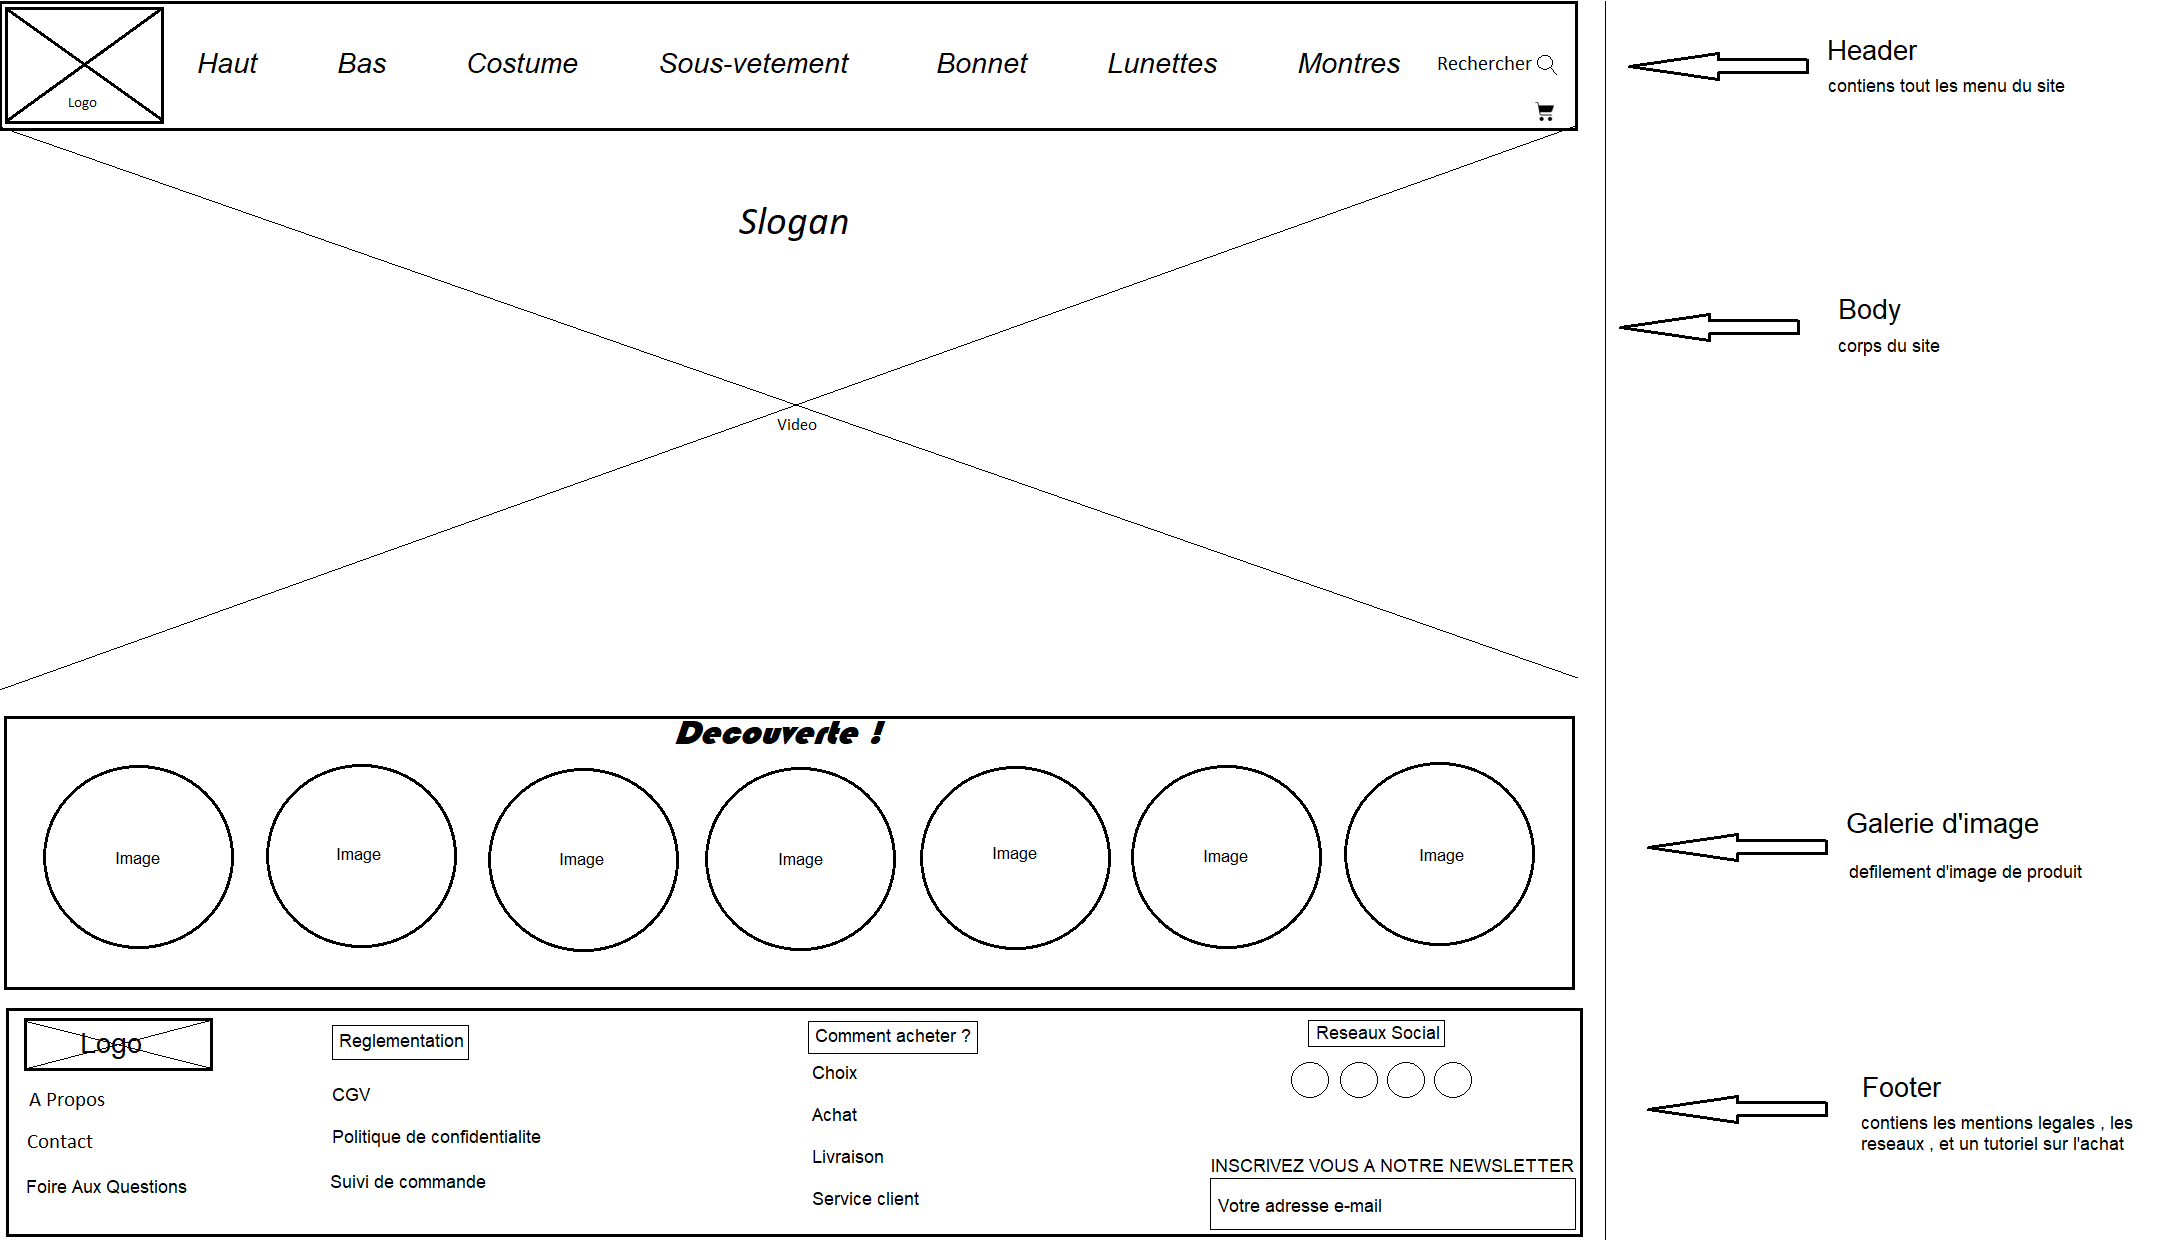 Logo
Haut
Bas
Costume
Sous-vetement
Bonnet
Lunettes
Montres
Rechercher
Header
contiens tout les menu du site
Slogan
Video
Body
corps du site
Decouverte !
Image
Image
Image
Image
Image
Image
Image
Galerie d'image
defilement d'image de produit
Logo
A Propos
Contact
Foire Aux Questions
Reglementation
CGV
Politique de confidentialite
Suivi de commande
Comment acheter ?
Choix
Achat
Livraison
Service client
Reseaux Social
INSCRIVEZ VOUS A NOTRE NEWSLETTER
Votre adresse e-mail
Footer
contiens les mentions legales , les
reseaux , et un tutoriel sur l'achat